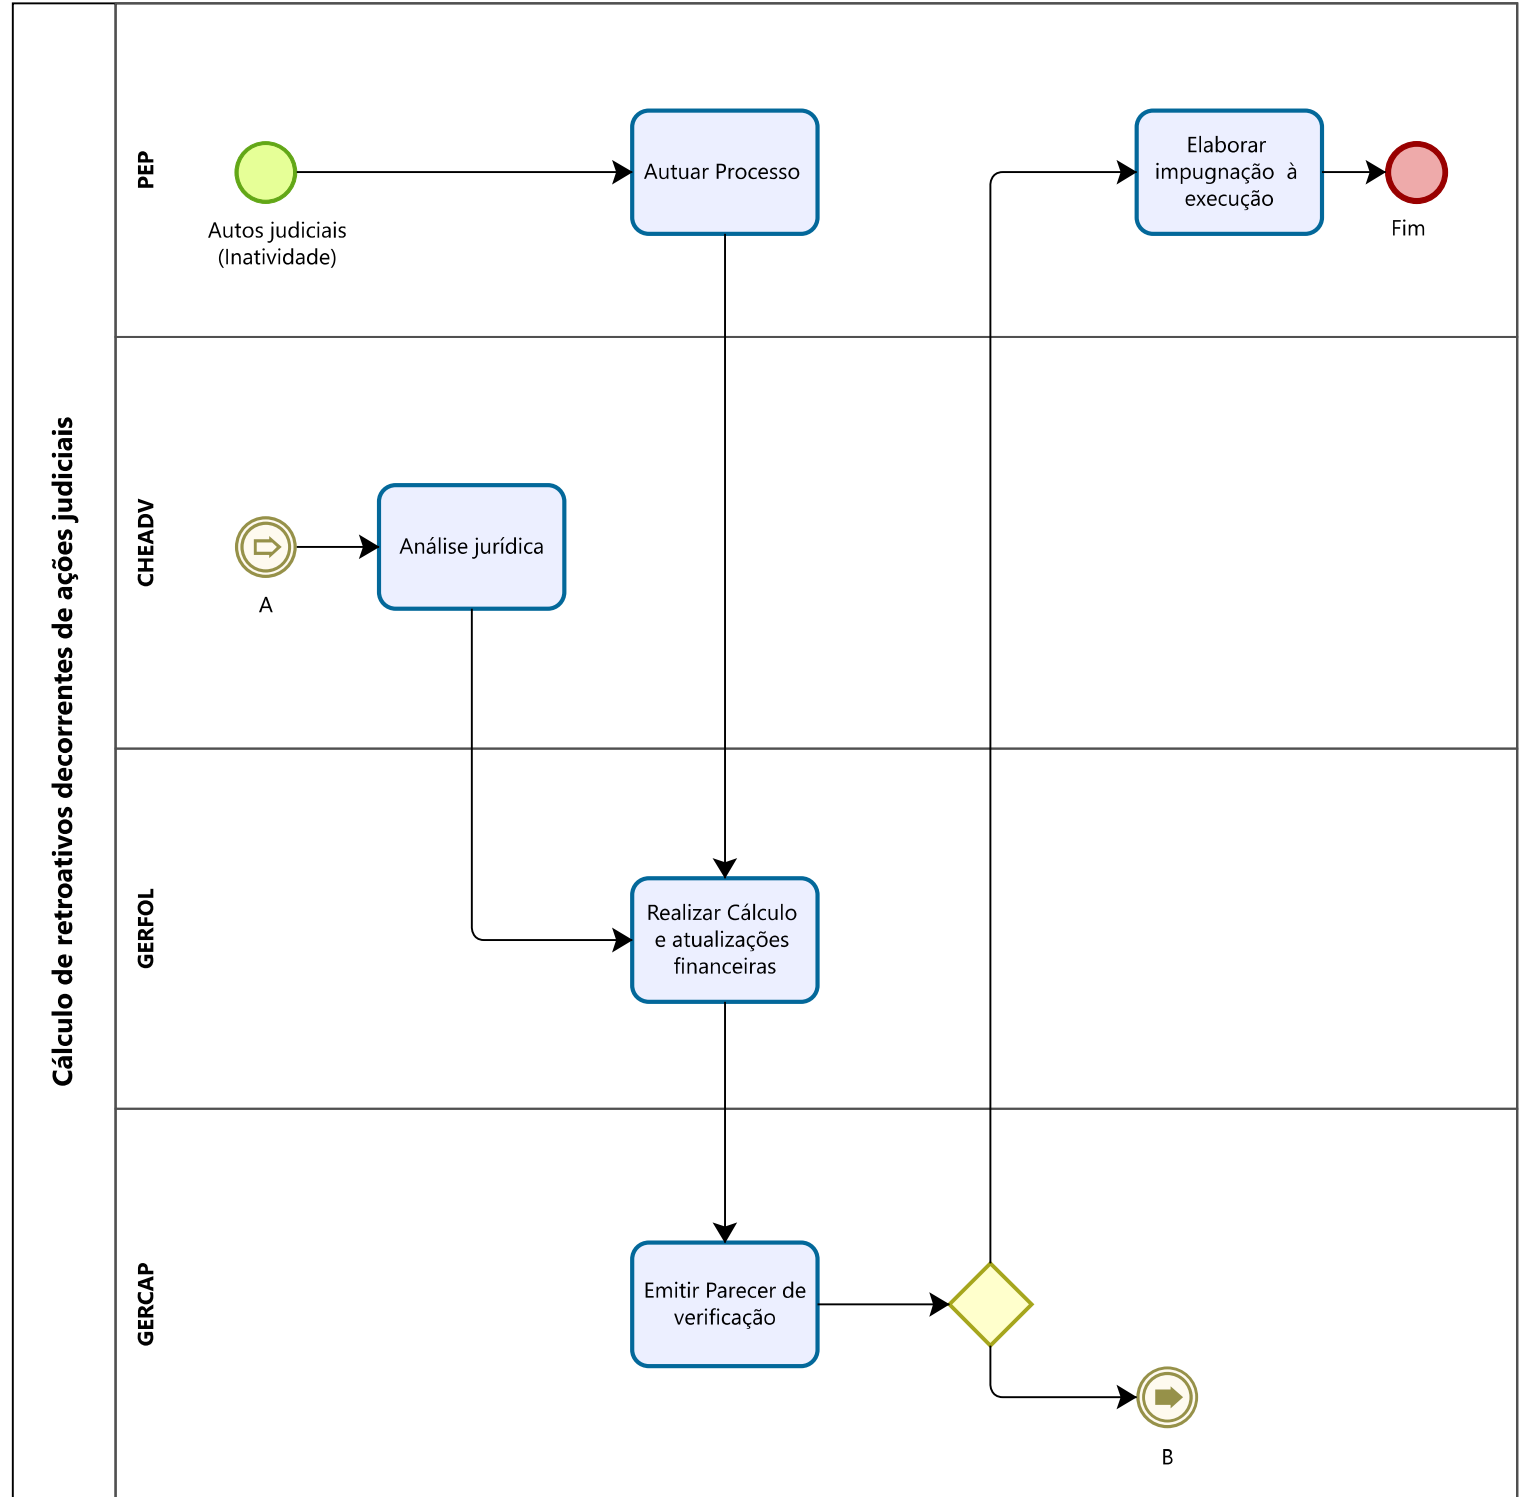 Cálculo de retroativos decorrentes de ações judiciais
PEP
Autos judiciais
(Inatividade)
Autuar Processo
Elaborar
impugnação à
execução
Fim
CHEADV
A
Análise jurídica
GERFOL
Realizar Cálculo
e atualizações
financeiras
GERCAP
Emitir Parecer de
verificação
B